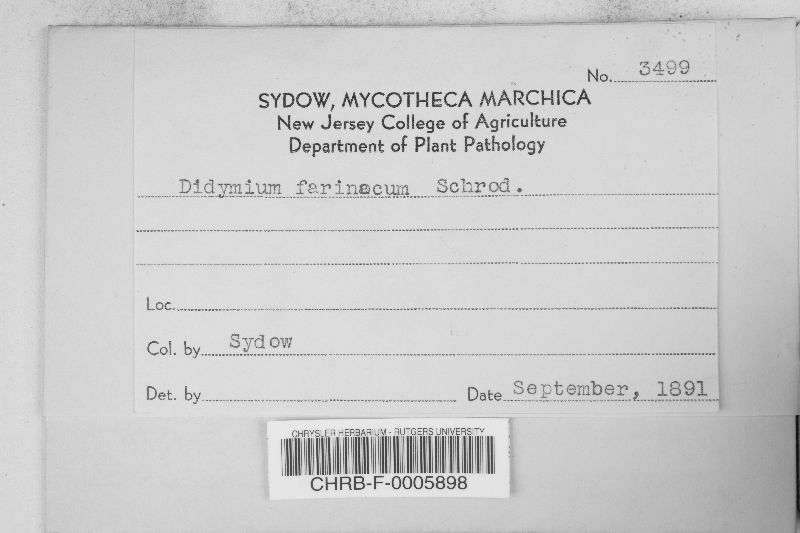 No. 3499
SYDOW, MYCOTHECA MARCHICA
New Jersey College of Agriculture
Department of Plant Pathology
Didymium farinacum Schrod.
Loc.
Col. by Sydow
Det. by Date September, 1891
CHRYSLER HERBARIUM - RUTGERS UNIVERSITY
CHRB-F-0005898